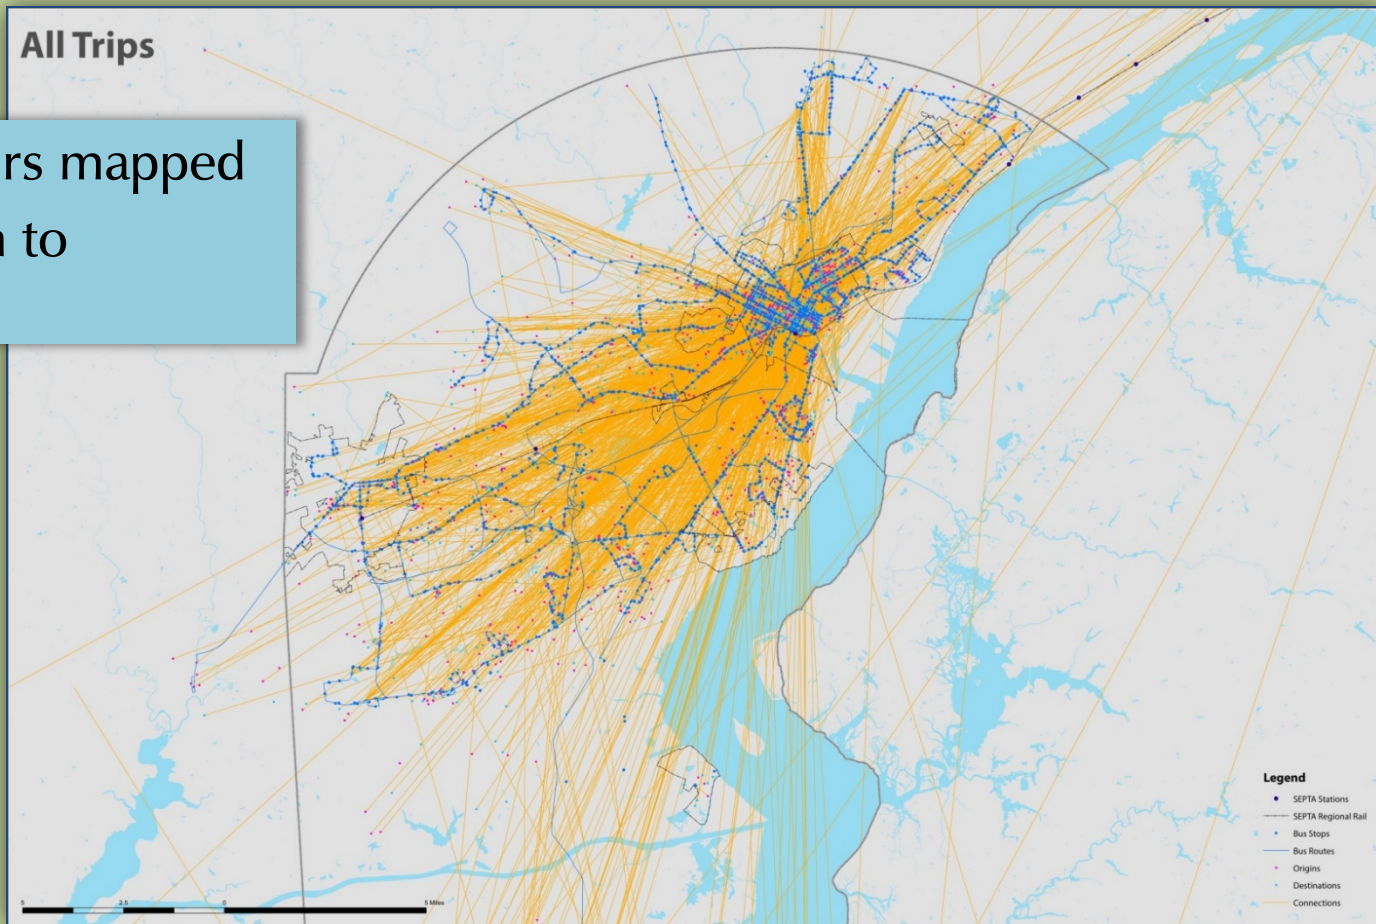 All Trips
rs mapped
to
Legend
SEPTA Stations
SEPTA Regional Rail
Bus Stops
Bus Routes
Origins
Destinations
Connections
5 2.5 0 5 Miles